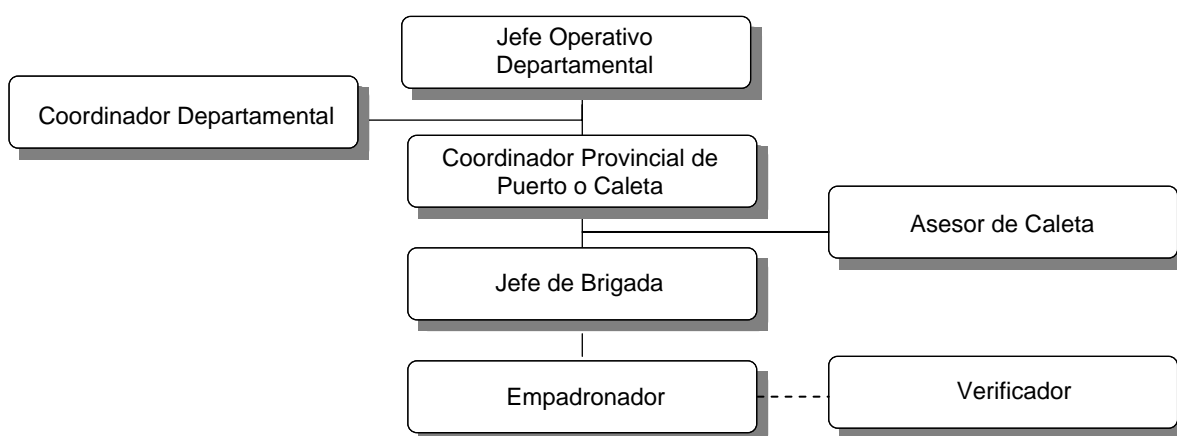 Jefe Operativo
Departamental
Coordinador Departamental
Coordinador Provincial de
Puerto o Caleta
Asesor de Caleta
Jefe de Brigada
Empadronador
Verificador